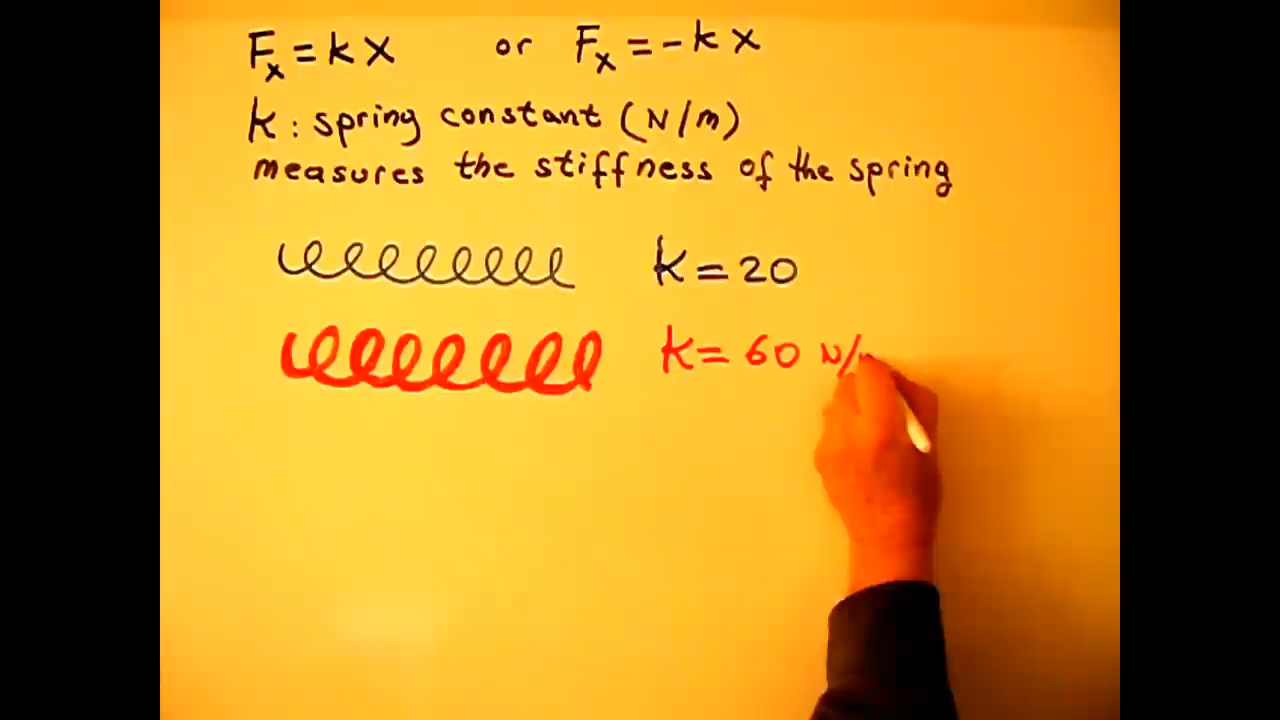 Fx = kx or Fx = -kx
k: spring constant (N/m)
measures the stiffness of the spring
k = 20
k = 60 N/